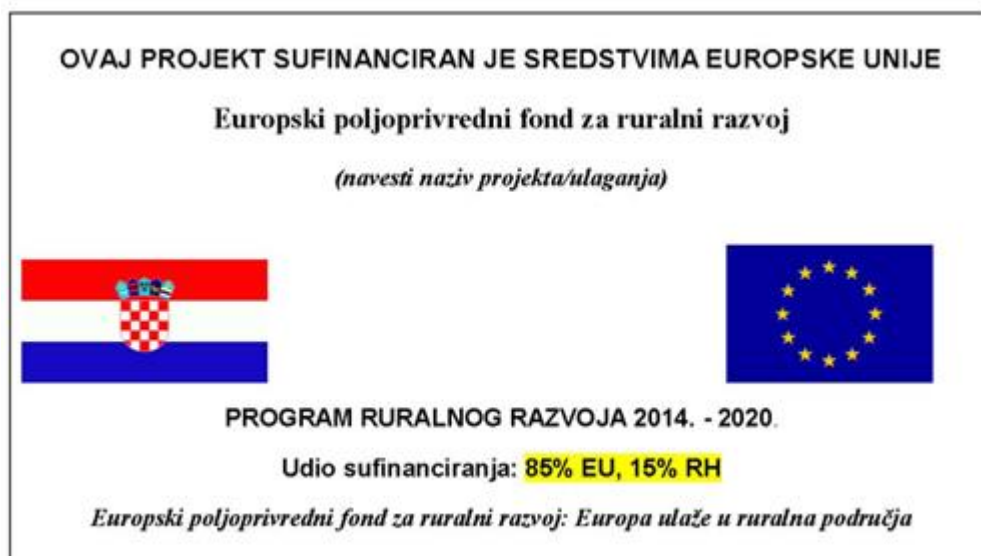 OVAJ PROJEKT SUFINANCIRAN JE SREDSTVIMA EUROPSKE UNIJE
Europski poljoprivredni fond za ruralni razvoj
(navesti naziv projekta/ulaganja)
PROGRAM RURALNOG RAZVOJA 2014. - 2020.
Udio sufinanciranja: 85% EU, 15% RH
Europski poljoprivredni fond za ruralni razvoj: Europa ulaže u ruralna područja